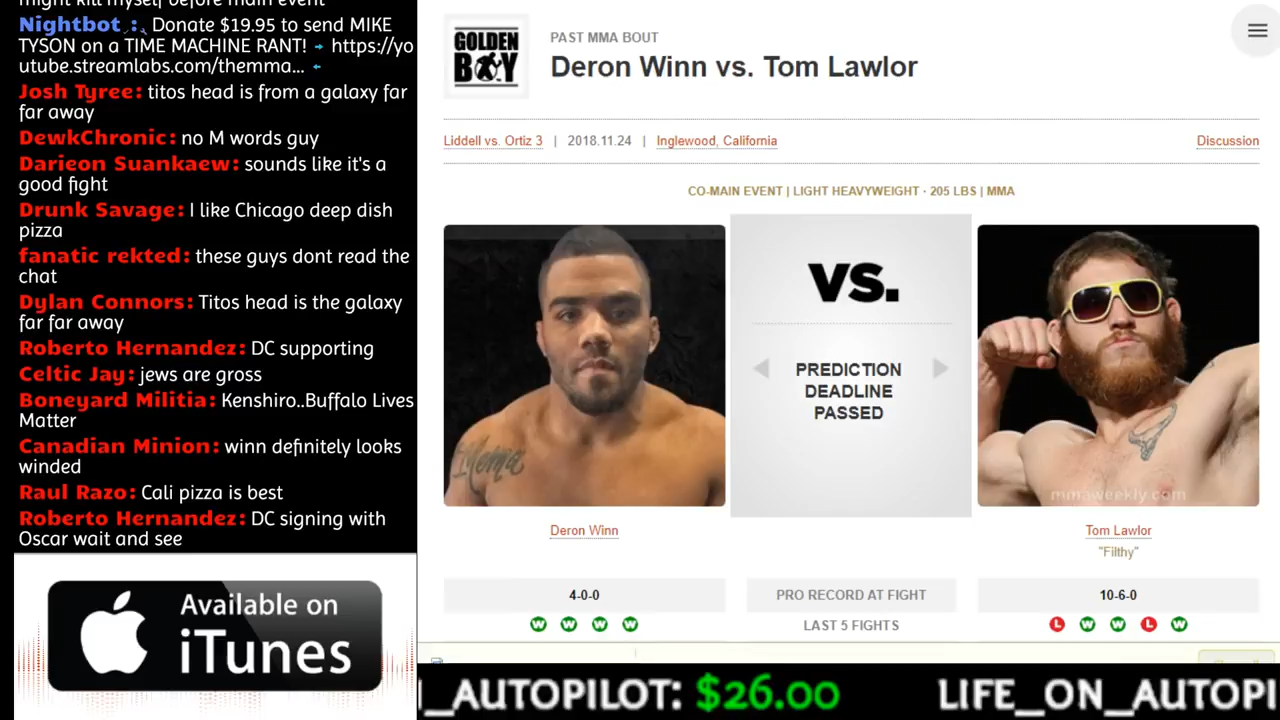 might kill myself before main event
Nightbot :. Donate $19.95 to send MIKE
TYSON on a TIME MACHINE RANT! → https://yo
utube.streamlabs.com/themma... ←
Josh Tyree: titos head is from a galaxy far
far away
DewkChronic: no M words guy
Darieon Suankaew: sounds like it's a
good fight
Drunk Savage: I like Chicago deep dish
pizza
fanatic rekted: these guys dont read the
chat
Dylan Connors: Titos head is the galaxy
far far away
Roberto Hernandez: DC supporting
Celtic Jay: jews are gross
Boneyard Militia: Kenshiro..Buffalo Lives
Matter
Canadian Minion: winn definitely looks
winded
Raul Razo: Cali pizza is best
Roberto Hernandez: DC signing with
Oscar wait and see
Available on
iTunes
GOLDEN
BOY
PAST MMA BOUT
Deron Winn vs. Tom Lawlor
Liddell vs. Ortiz 3 | 2018.11.24 | Inglewood, California
Discussion
CO-MAIN EVENT | LIGHT HEAVYWEIGHT · 205 LBS | MMA
VS.
PREDICTION
DEADLINE
PASSED
Mema
mmaweekly.com
Deron Winn
Tom Lawlor
"Filthy"
4-0-0
PRO RECORD AT FIGHT
10-6-0
W W W W
LAST 5 FIGHTS
L W W L W
_AUTOPILOT: $26.00
LIFE_ON_AUTOPI